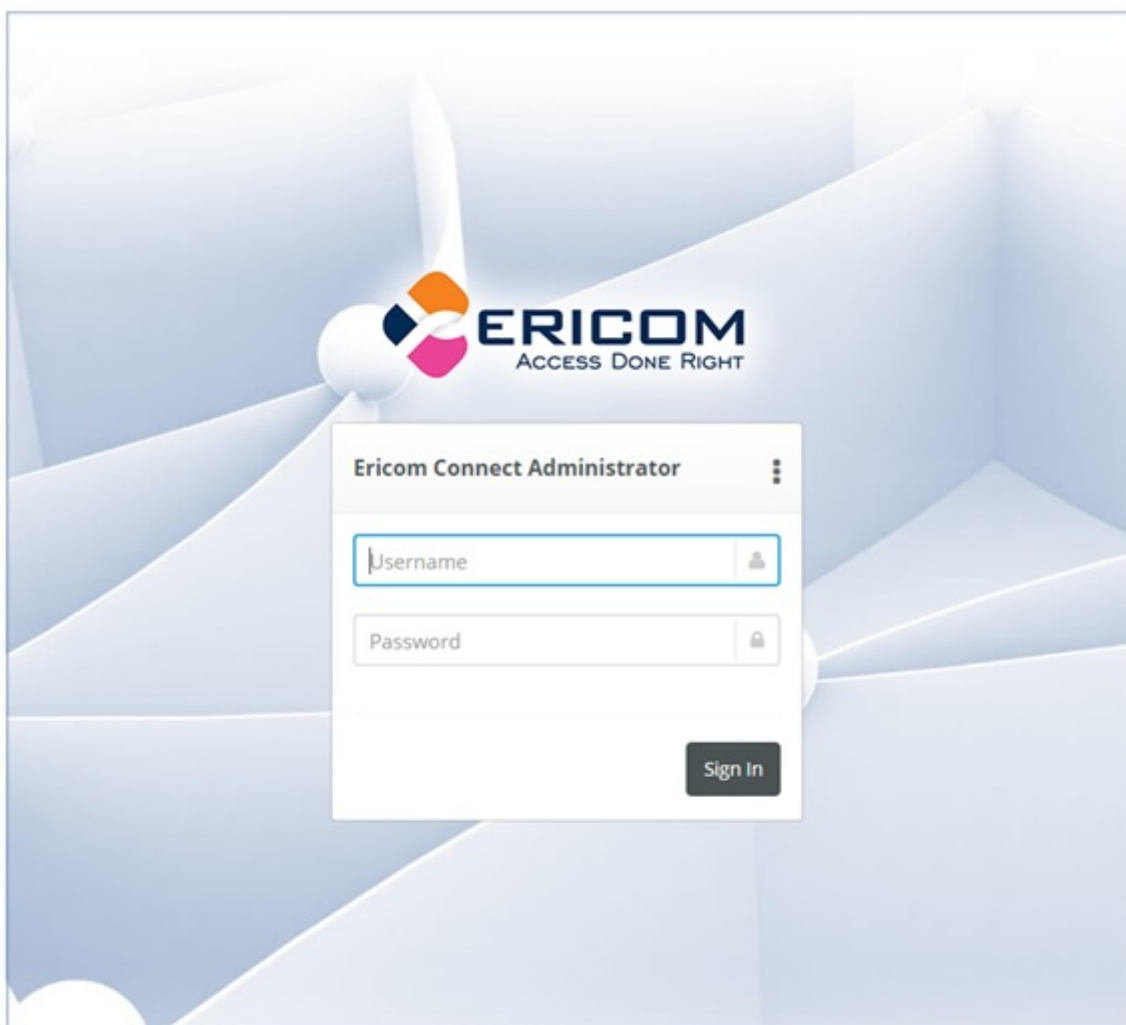 ERICOM
ACCESS DONE RIGHT
Ericom Connect Administrator
Username
Password
Sign In